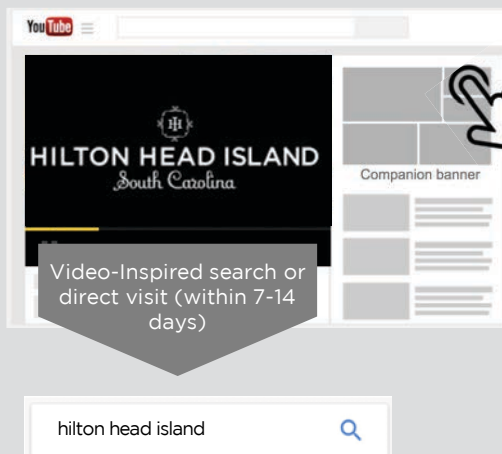 YouTube
HI
HILTON HEAD ISLAND
South Carolina
Companion banner
Video-Inspired search or
direct visit (within 7-14
days)
hilton head island